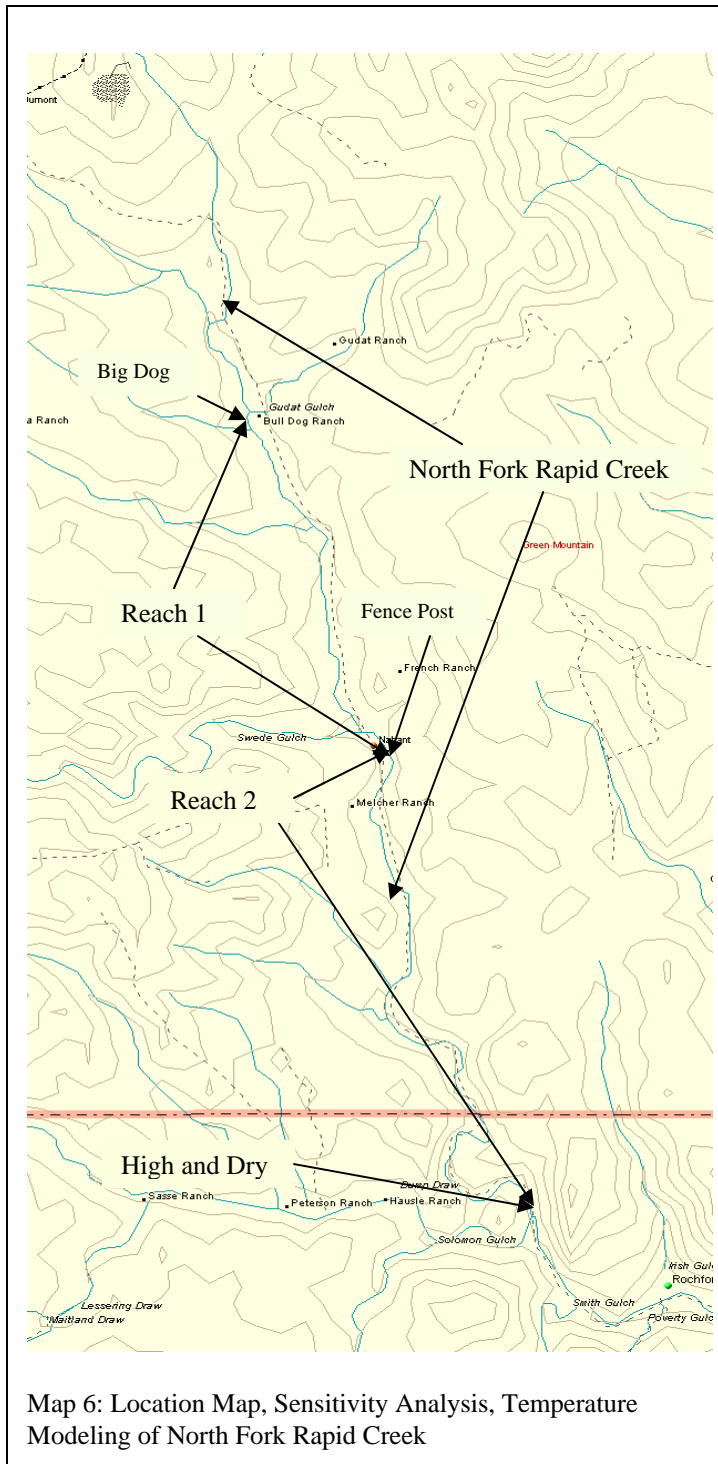 Dumont
Gudat Ranch
Big Dog
Gudat Gulch
Bull Dog Ranch
a Ranch
North Fork Rapid Creek
Green Mountain
Reach 1
Fence Post
French Ranch
Swede Gulch
Nahant
Reach 2
Melcher Ranch
High and Dry
Dump Draw
Sasse Ranch
Peterson Ranch
Hausle Ranch
Solomon Gulch
Irish Gulc
Rochfor
Lessering Draw
Smith Gulch
Maitland Draw
Poverty Gulc
Map 6: Location Map, Sensitivity Analysis, Temperature
Modeling of North Fork Rapid Creek